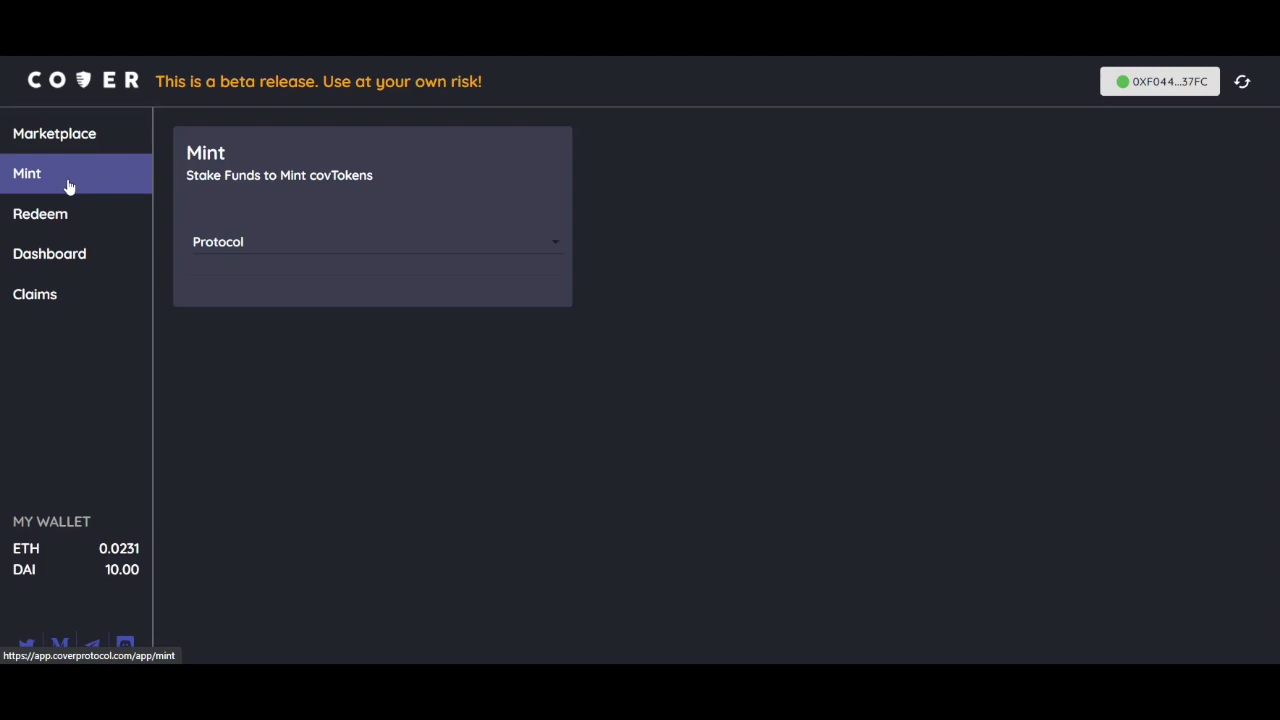 COVER
This is a beta release. Use at your own risk!
0XF044...37FC
Marketplace
Mint
Redeem
Dashboard
Claims
Mint
Stake Funds to Mint covTokens
Protocol
MY WALLET
ETH 0.0231
DAI 10.00
https://app.coverprotocol.com/app/mint